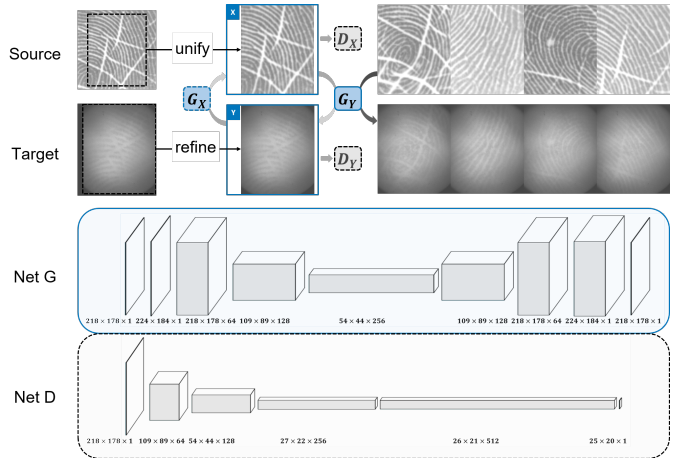 Source
unify
X
D_X
G_X
G_Y
Y
Target
refine
D_Y
Net G
218 × 178 × 1 224 × 184 × 1 218 × 178 × 64 109 × 89 × 128 54 × 44 × 256 109 × 89 × 128 218 × 178 × 64 224 × 184 × 1 218 × 178 × 1
Net D
218 × 178 × 1 109 × 89 × 64 54 × 44 × 128 27 × 22 × 256 26 × 21 × 512 25 × 20 × 1